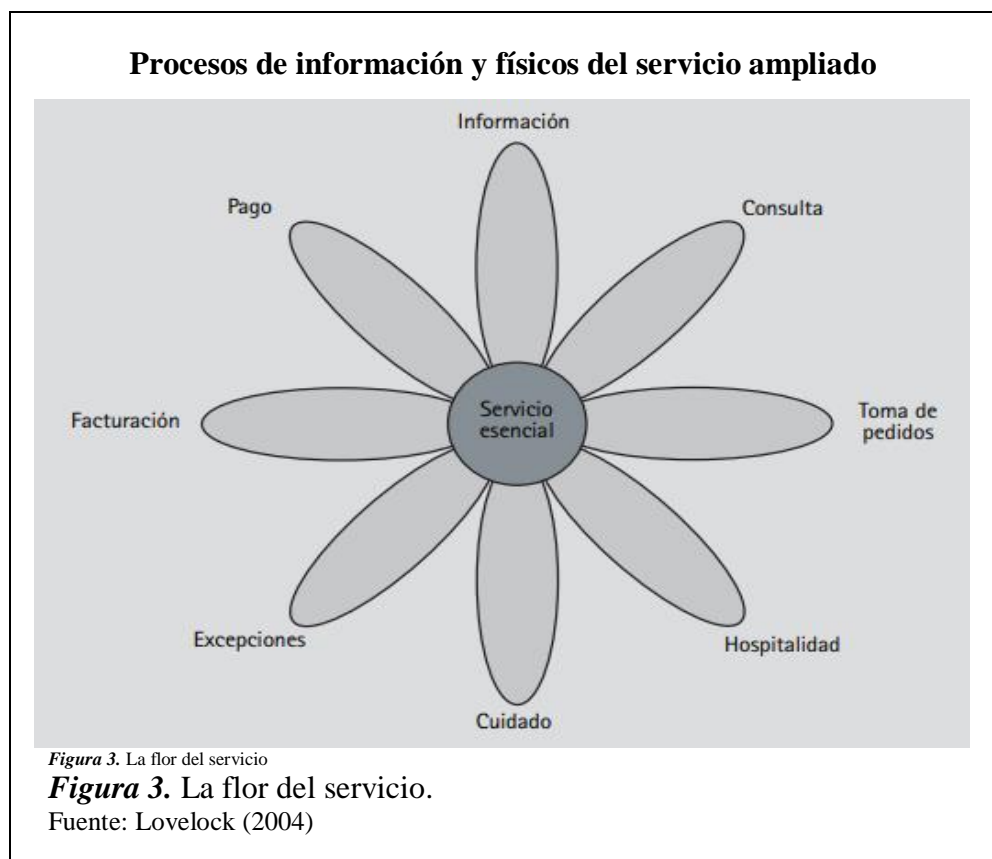 Procesos de información y físicos del servicio ampliado
Información
Pago
Consulta
Facturación
Servicio
esencial
Toma de
pedidos
Excepciones
Hospitalidad
Cuidado
Figura 3. La flor del servicio
Figura 3. La flor del servicio.
Fuente: Lovelock (2004)